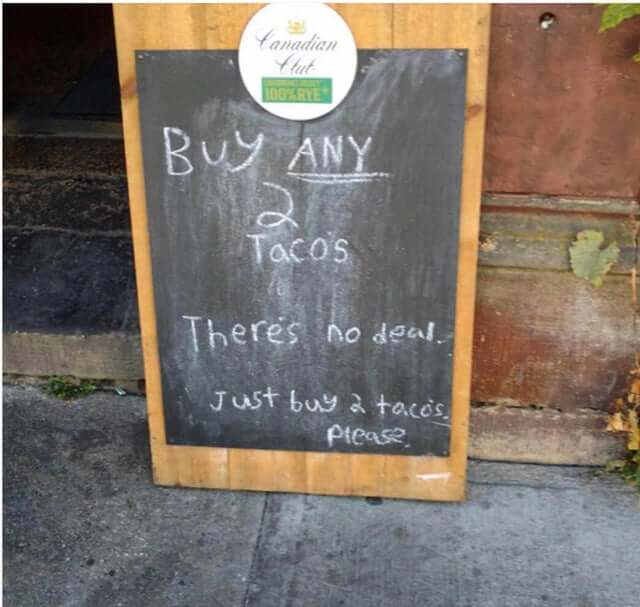 Canadian
Club
100% RYE
BUY ANY
2
Tacos
There's no deal.
Just buy 2 tacos.
please.